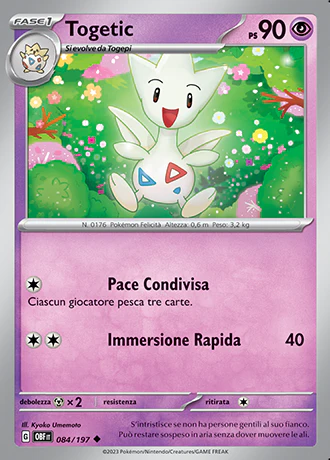 FASE 1
Togetic
PS 90
Si evolve da Togepi
N. 0176 Pokémon Felicità Altezza: 0,6 m Peso: 3,2 kg
Pace Condivisa
Ciascun giocatore pesca tre carte.
Immersione Rapida 40
debolezza ×2 resistenza ritirata
Ill. Kyoko Umemoto
S'intristisce se non ha persone gentili al suo fianco.
G OBF IT 084/197
Può restare sospeso in aria senza dover muovere le ali.
©2023 Pokémon/Nintendo/Creatures/GAME FREAK